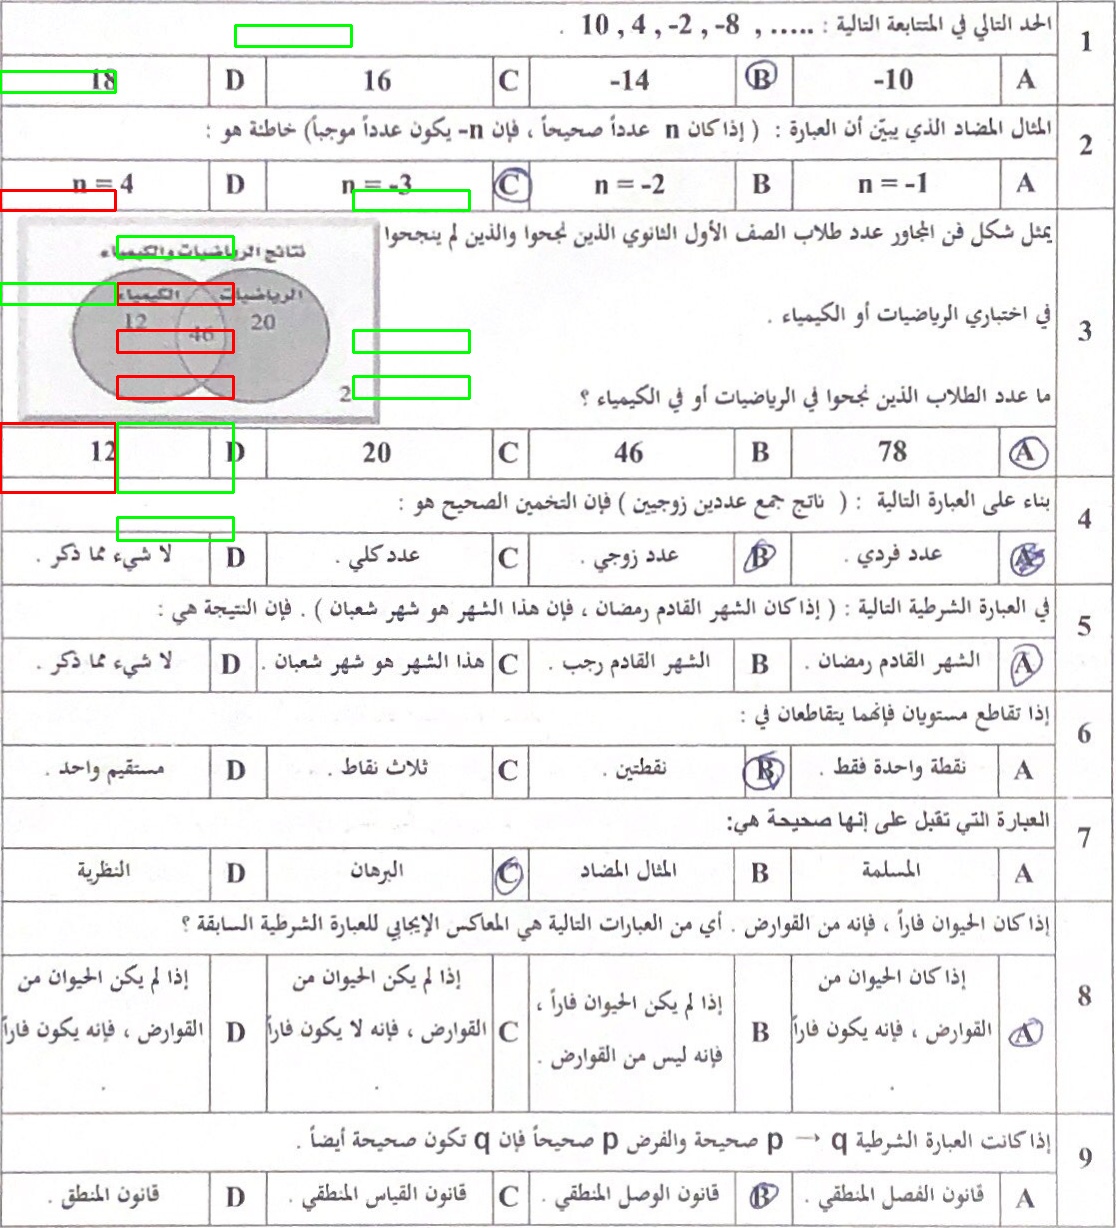 1 الحد التالي في المتتابعة التالية : ..... , 8- , 2- , 4 , 10 .
A -10 B -14 C 16 D 18
2 المثال المضاد الذي يبيّن أن العبارة : ( إذا كان n عدداً صحيحاً ، فإن n- يكون عدداً موجباً) خاطئة هو :
A n = -1 B n = -2 C n = -3 D n = 4
3 يمثل شكل فن المجاور عدد طلاب الصف الأول الثانوي الذين نجحوا والذين لم ينجحوا
في اختباري الرياضيات أو الكيمياء .
ما عدد الطلاب الذين نجحوا في الرياضيات أو في الكيمياء ؟
نتائج الرياضيات والكيمياء
الرياضيات الكيمياء
20 46 12
2
A 78 B 46 C 20 D 12
4 بناء على العبارة التالية : ( ناتج جمع عددين زوجيين ) فإن التخمين الصحيح هو :
A عدد فردي . B عدد زوجي . C عدد كلي . D لا شيء مما ذكر .
5 في العبارة الشرطية التالية : ( إذا كان الشهر القادم رمضان ، فإن هذا الشهر هو شهر شعبان ) . فإن النتيجة هي :
A الشهر القادم رمضان . B الشهر القادم رجب . C هذا الشهر هو شهر شعبان . D لا شيء مما ذكر .
6 إذا تقاطع مستويان فإنهما يتقاطعان في :
A نقطة واحدة فقط . B نقطتين . C ثلاث نقاط . D مستقيم واحد .
7 العبارة التي تقبل على إنها صحيحة هي:
A المسلمة B المثال المضاد C البرهان D النظرية
8 إذا كان الحيوان فاراً ، فإنه من القوارض . أي من العبارات التالية هي المعاكس الإيجابي للعبارة الشرطية السابقة ؟
A إذا كان الحيوان من القوارض ، فإنه يكون فاراً . B إذا لم يكن الحيوان فاراً ، فإنه ليس من القوارض . C إذا لم يكن الحيوان من القوارض ، فإنه لا يكون فاراً . D إذا لم يكن الحيوان من القوارض ، فإنه يكون فاراً .
9 إذا كانت العبارة الشرطية p → q صحيحة والفرض p صحيحاً فإن q تكون صحيحة أيضاً .
A قانون الفصل المنطقي . B قانون الوصل المنطقي . C قانون القياس المنطقي . D قانون المنطق .